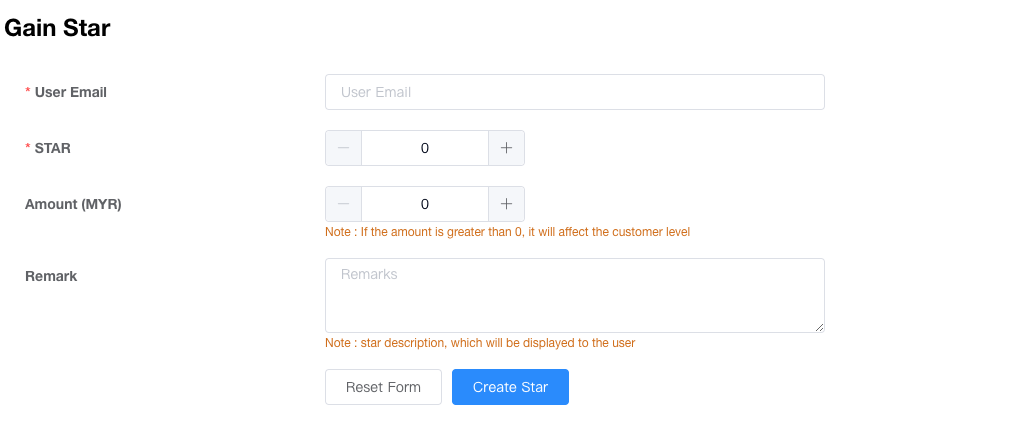 Gain Star
* User Email
User Email
* STAR
0
Amount (MYR)
0
Note : If the amount is greater than 0, it will affect the customer level
Remark
Remarks
Note : star description, which will be displayed to the user
Reset Form
Create Star